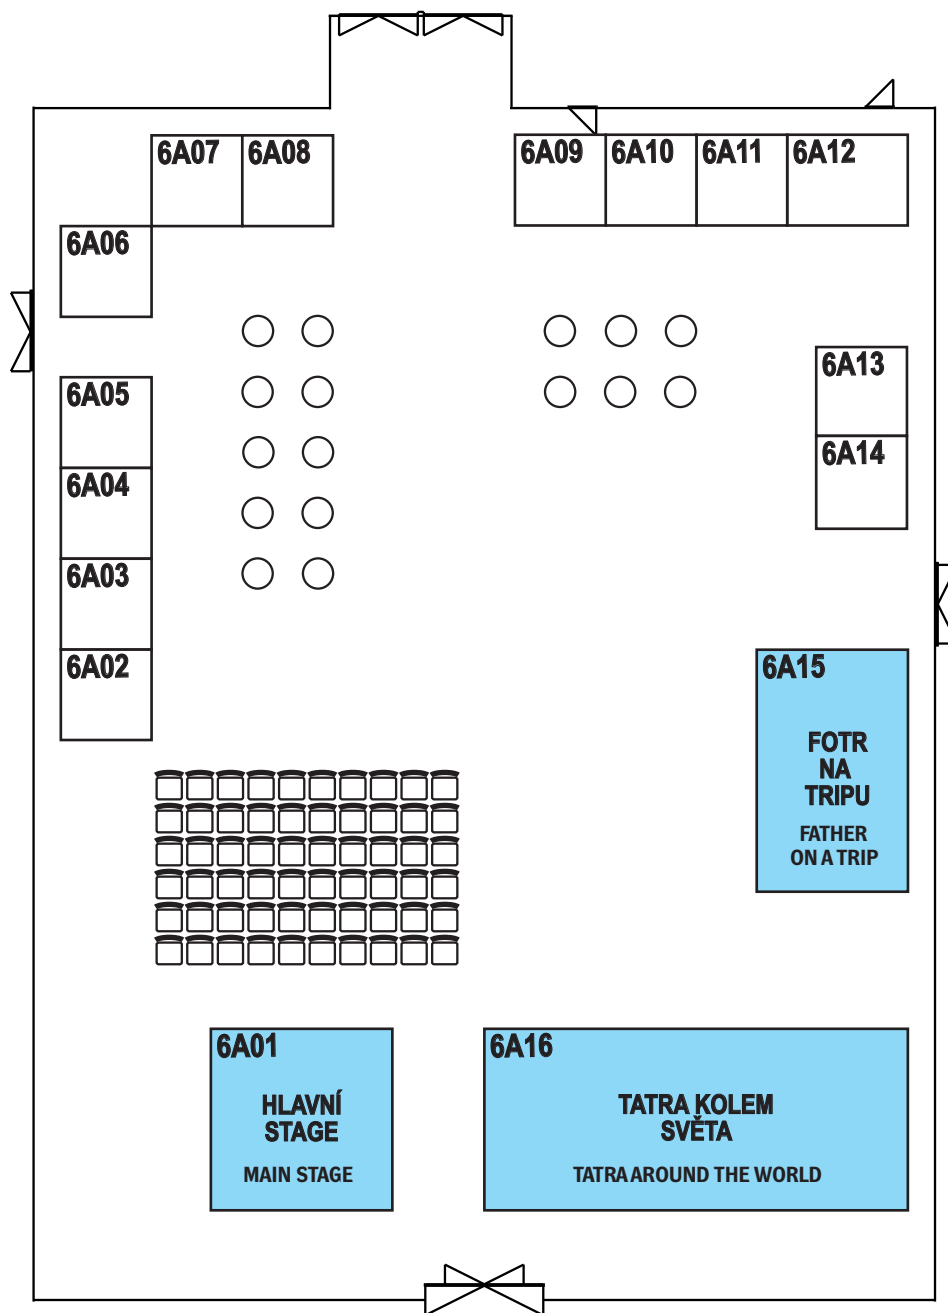 6A07
6A08
6A09
6A10
6A11
6A12
6A06
6A13
6A05
6A14
6A04
6A03
6A02
6A15
FOTR
NA
TRIPU
FATHER
ON A TRIP
6A01
HLAVNÍ
STAGE
MAIN STAGE
6A16
TATRA KOLEM
SVĚTA
TATRA AROUND THE WORLD